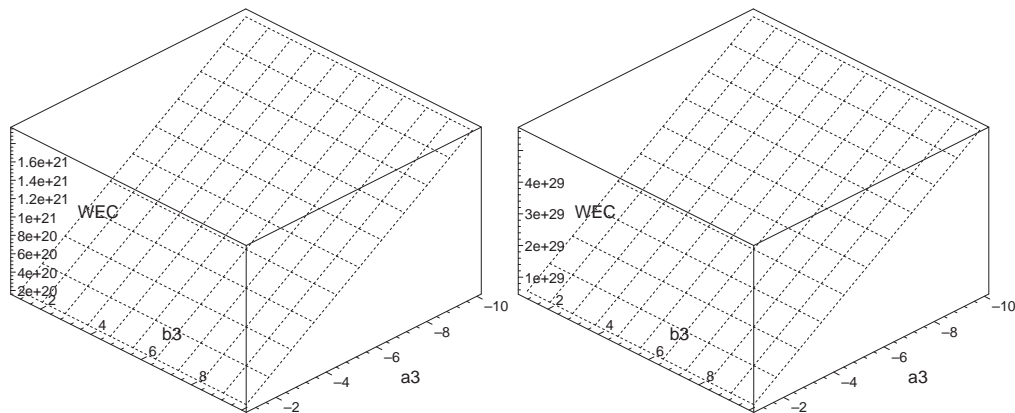 1.6e+21
1.4e+21
1.2e+21
1e+21
8e+20
6e+20
4e+20
2e+20
WEC
2
4
6
8
b3
–2
–4
–6
–8
–10
a3
4e+29
3e+29
2e+29
1e+29
WEC
2
4
6
8
b3
–2
–4
–6
–8
–10
a3